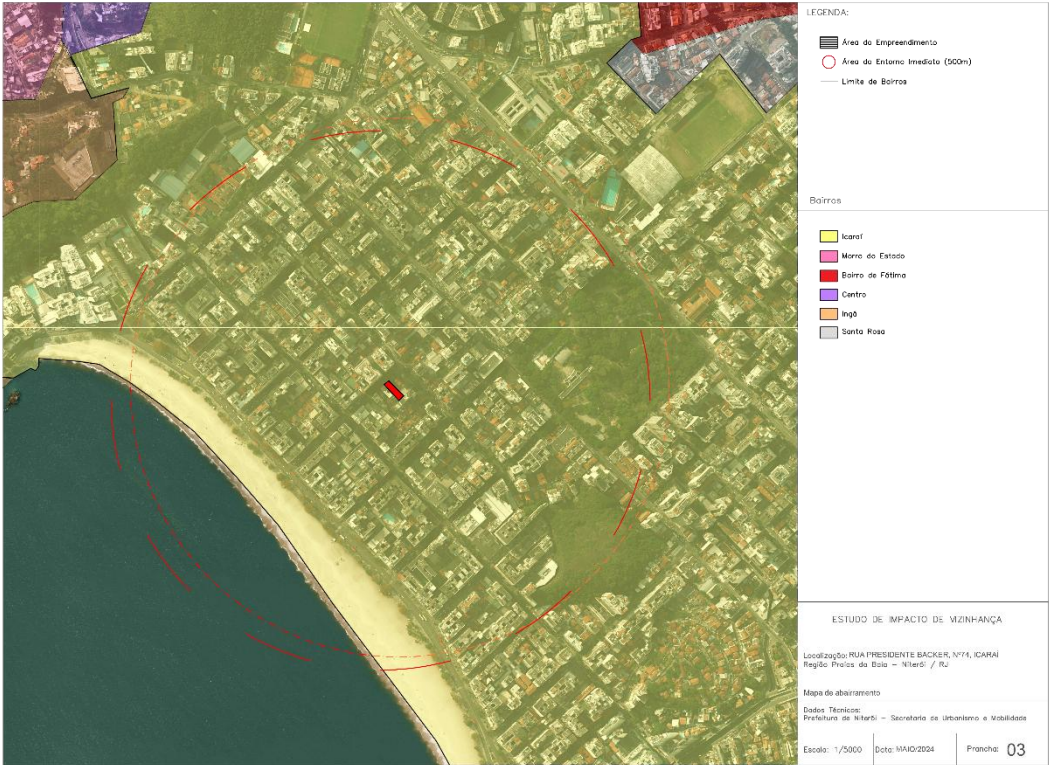 LEGENDA:
Área do Empreendimento
Área do Entorno Imediato (500m)
Limite de Bairros
Bairros
Icaraí
Morro do Estado
Bairro de Fátima
Centro
Ingá
Santa Rosa
ESTUDO DE IMPACTO DE VIZINHANÇA
Localização: RUA PRESIDENTE BACKER, Nº74, ICARAÍ
Região Praias da Baía – Niterói / RJ
Mapa de abairramento
Dados Técnicos:
Prefeitura de Niterói – Secretaria de Urbanismo e Mobilidade
Escala: 1/5000
Data: MAIO/2024
Prancha: 03